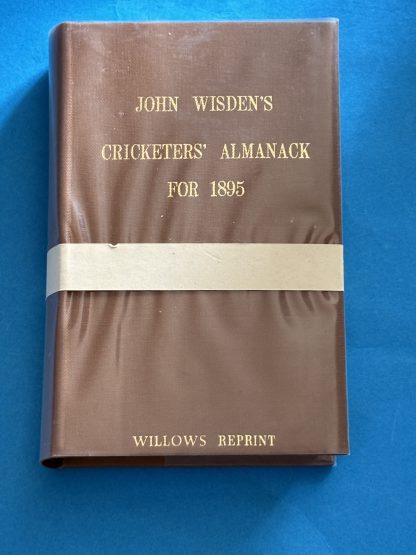 JOHN WISDEN'S
CRICKETERS' ALMANACK
FOR 1895
WILLOWS REPRINT